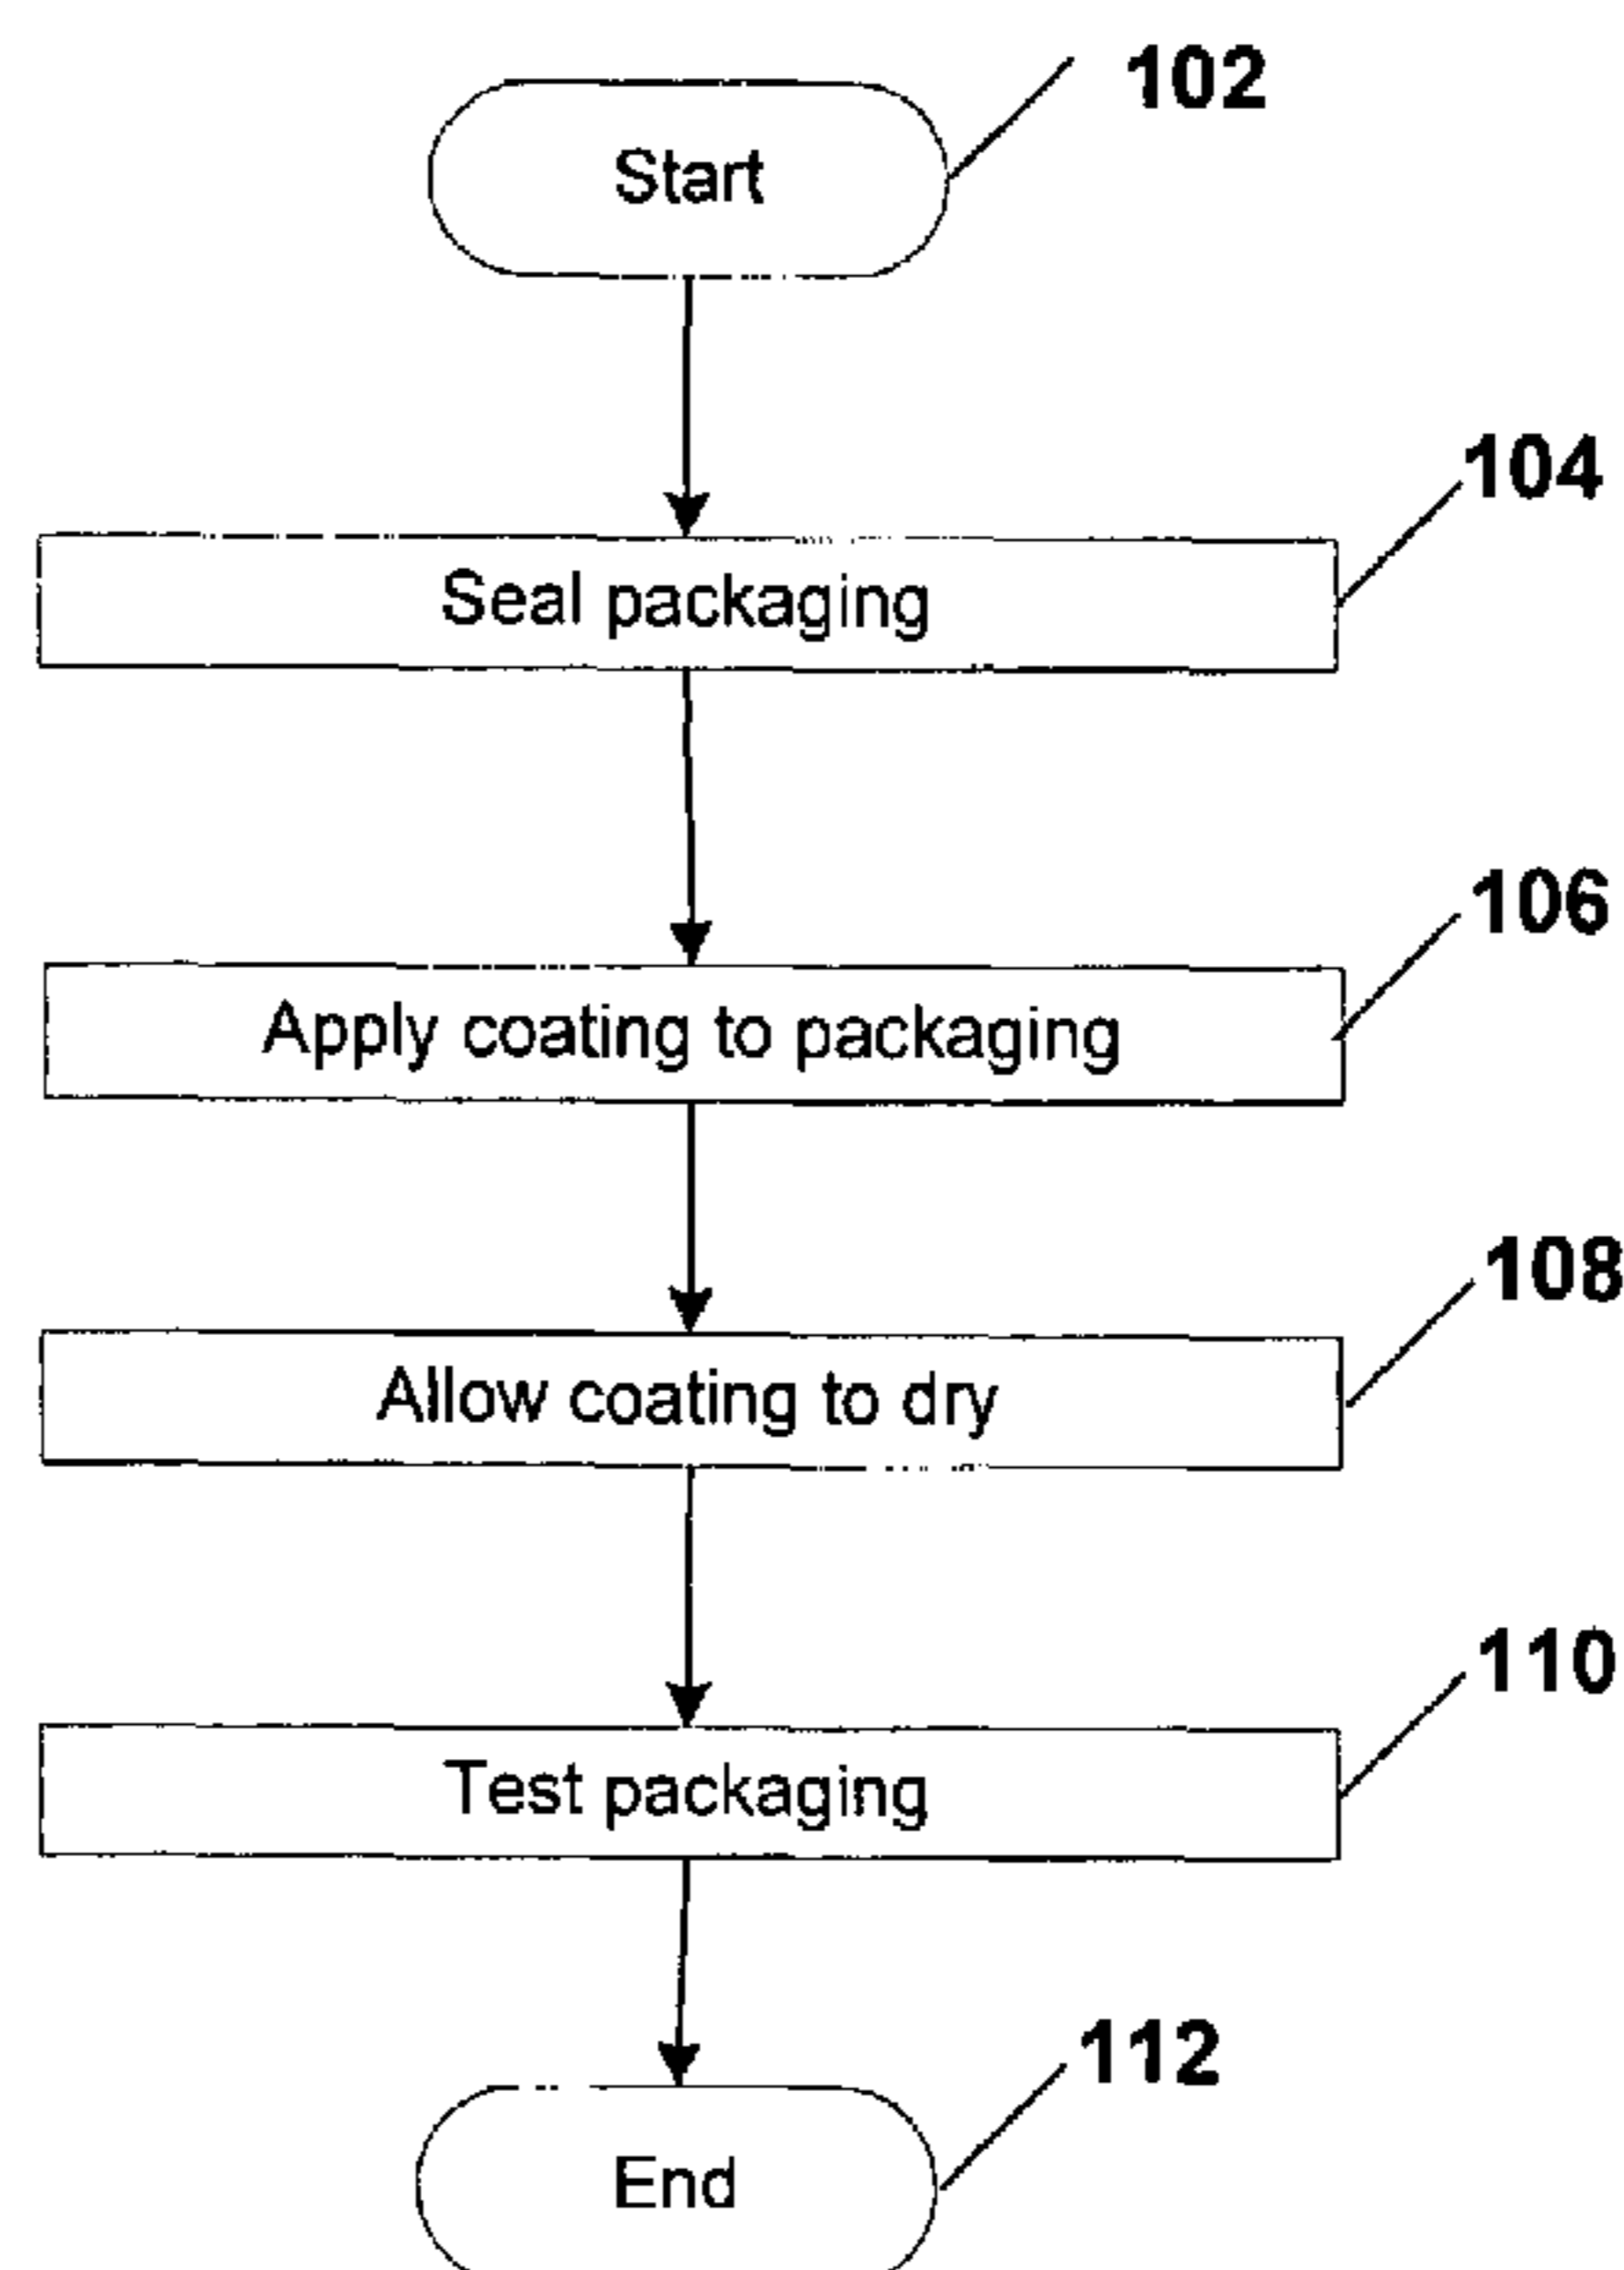 102
Start
104
Seal packaging
106
Apply coating to packaging
108
Allow coating to dry
110
Test packaging
112
End